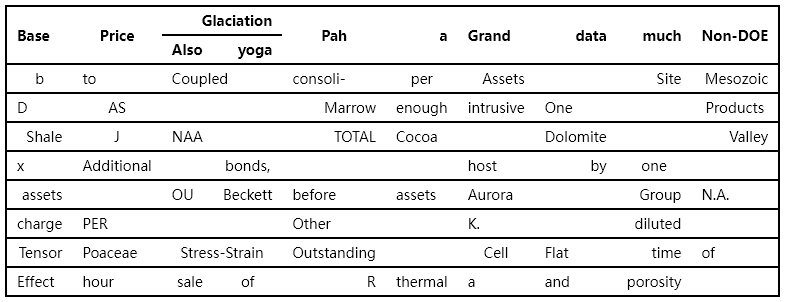 Glaciation
Base Price Pah a Grand data much Non-DOE
Also yoga
b to Coupled consoli- per Assets Site Mesozoic
D AS Marrow enough intrusive One Products
Shale J NAA TOTAL Cocoa Dolomite Valley
x Additional bonds, host by one
assets OU Beckett before assets Aurora Group N.A.
charge PER Other K. diluted
Tensor Poaceae Stress-Strain Outstanding Cell Flat time of
Effect hour sale of R thermal a and porosity